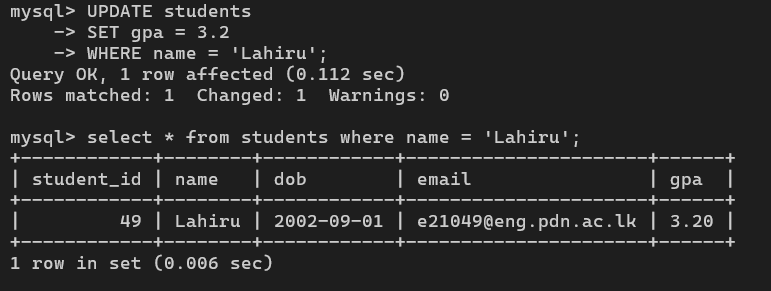 mysql> UPDATE students
    -> SET gpa = 3.2
    -> WHERE name = 'Lahiru';
Query OK, 1 row affected (0.112 sec)
Rows matched: 1  Changed: 1  Warnings: 0

mysql> select * from students where name = 'Lahiru';
+------------+--------+------------+----------------------+------+
| student_id | name   | dob        | email                | gpa  |
+------------+--------+------------+----------------------+------+
|         49 | Lahiru | 2002-09-01 | e21049@eng.pdn.ac.lk | 3.20 |
+------------+--------+------------+----------------------+------+
1 row in set (0.006 sec)